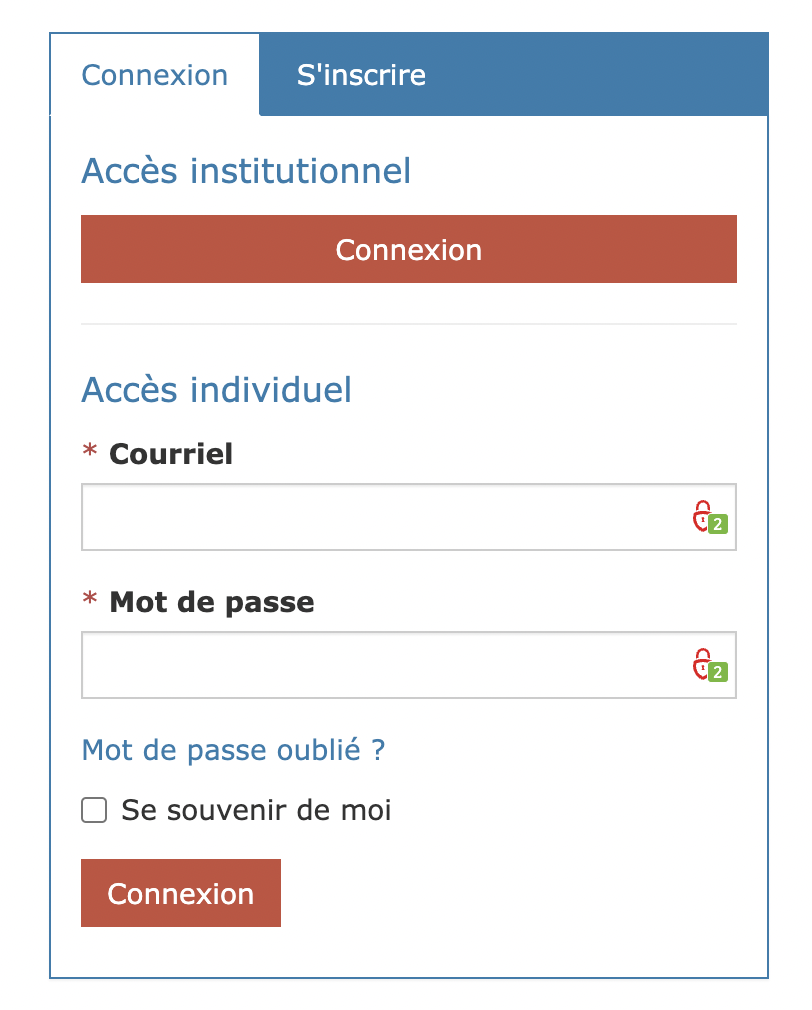 Connexion
S'inscrire
Accès institutionnel
Connexion
Accès individuel
* Courriel
2
* Mot de passe
2
Mot de passe oublié ?
Se souvenir de moi
Connexion